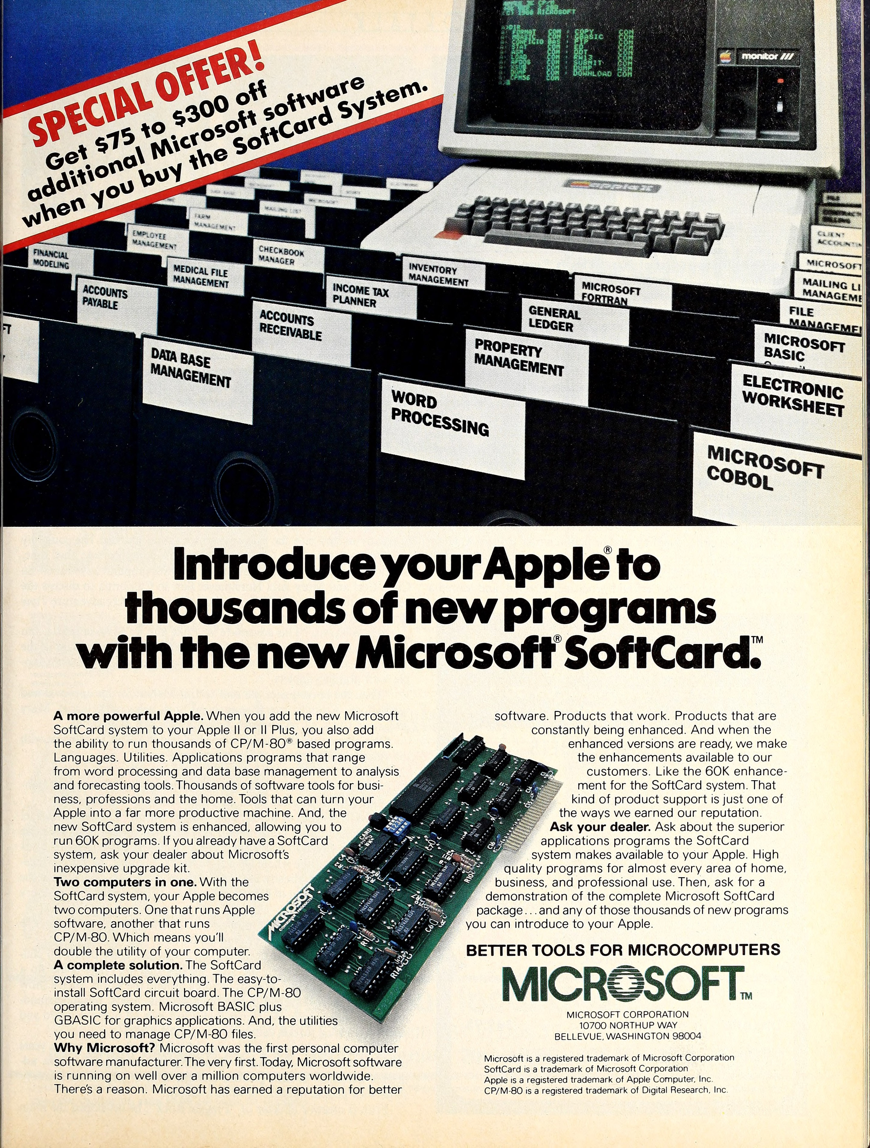 SPECIAL OFFER!
Get $75 to $300 off
additional Microsoft software
when you buy the SoftCard System.
(C) 1980 MICROSOFT
FORMAT COM : COPY COM
GBASIC COM
STAT COM
DUMP
DOWNLOAD COM
monitor ///
apple ][
FARM
MANAGEMENT
MAILING LIST
EMPLOYEE
MANAGEMENT
CLIENT
FINANCIAL
MODELING
CHECKBOOK
MANAGER
MICROSOFT
MEDICAL FILE
MANAGEMENT
INVENTORY
MANAGEMENT
MAILING LI
MANAGEME
ACCOUNTS
PAYABLE
INCOME TAX
PLANNER
MICROSOFT
FORTRAN
FILE
MANAGEMEN
FT
ACCOUNTS
RECEIVABLE
GENERAL
LEDGER
MICROSOFT
BASIC
DATA BASE
MANAGEMENT
PROPERTY
MANAGEMENT
ELECTRONIC
WORKSHEET
WORD
PROCESSING
MICROSOFT
COBOL
Introduce your Apple® to
thousands of new programs
with the new Microsoft® SoftCard.™
A more powerful Apple. When you add the new Microsoft
SoftCard system to your Apple II or II Plus, you also add
the ability to run thousands of CP/M-80® based programs.
Languages. Utilities. Applications programs that range
from word processing and data base management to analysis
and forecasting tools. Thousands of software tools for busi-
ness, professions and the home. Tools that can turn your
Apple into a far more productive machine. And, the
new SoftCard system is enhanced, allowing you to
run 60K programs. If you already have a SoftCard
system, ask your dealer about Microsoft's
inexpensive upgrade kit.
Two computers in one. With the
SoftCard system, your Apple becomes
two computers. One that runs Apple
software, another that runs
CP/M-80. Which means you'll
double the utility of your computer.
A complete solution. The SoftCard
system includes everything. The easy-to-
install SoftCard circuit board. The CP/M-80
operating system. Microsoft BASIC plus
GBASIC for graphics applications. And, the utilities
you need to manage CP/M-80 files.
Why Microsoft? Microsoft was the first personal computer
software manufacturer. The very first. Today, Microsoft software
is running on well over a million computers worldwide.
There's a reason. Microsoft has earned a reputation for better
MICROSOFT
software. Products that work. Products that are
constantly being enhanced. And when the
enhanced versions are ready, we make
the enhancements available to our
customers. Like the 60K enhance-
ment for the SoftCard system. That
kind of product support is just one of
the ways we earned our reputation.
Ask your dealer. Ask about the superior
applications programs the SoftCard
system makes available to your Apple. High
quality programs for almost every area of home,
business, and professional use. Then, ask for a
demonstration of the complete Microsoft SoftCard
package...and any of those thousands of new programs
you can introduce to your Apple.
BETTER TOOLS FOR MICROCOMPUTERS
MICROSOFT™
MICROSOFT CORPORATION
10700 NORTHUP WAY
BELLEVUE, WASHINGTON 98004
Microsoft is a registered trademark of Microsoft Corporation
SoftCard is a trademark of Microsoft Corporation
Apple is a registered trademark of Apple Computer, Inc.
CP/M-80 is a registered trademark of Digital Research, Inc.